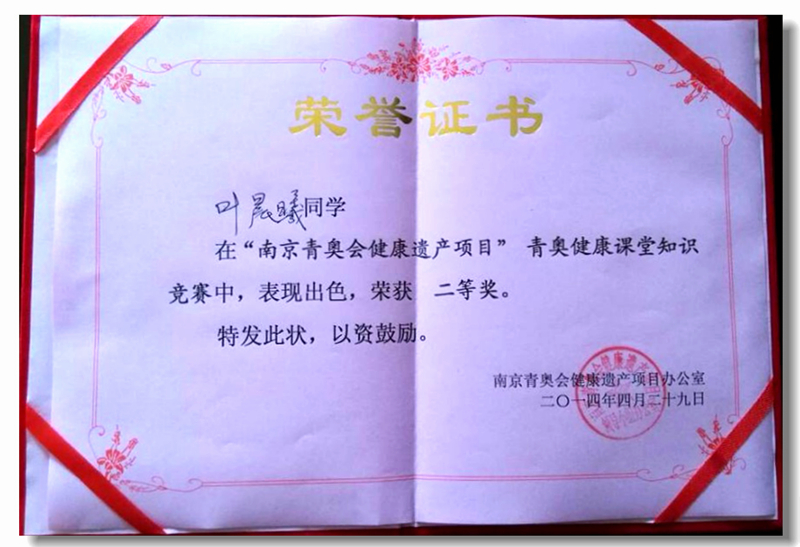 荣誉证书
叶晨曦同学
在“南京青奥会健康遗产项目” 青奥健康课堂知识
竞赛中，表现出色，荣获 二等奖。
特发此状，以资鼓励。
南京青奥会健康遗产项目办公室
二〇一四年四月二十九日